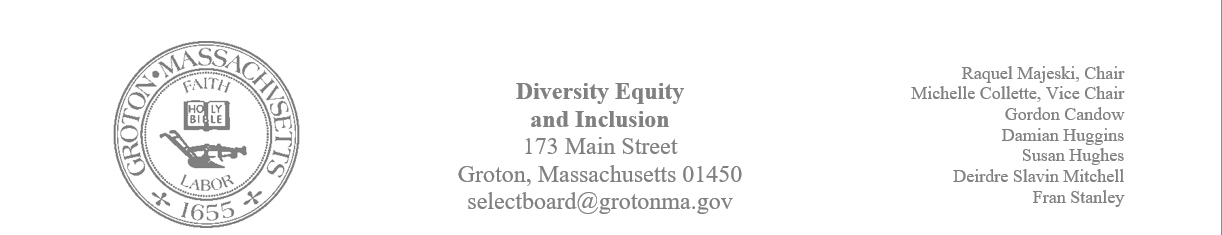 GROTON • MASSACHVSETTS
FAITH
HOLY
BIBLE
LABOR
1655
Diversity Equity
and Inclusion
173 Main Street
Groton, Massachusetts 01450
selectboard@grotonma.gov
Raquel Majeski, Chair
Michelle Collette, Vice Chair
Gordon Candow
Damian Huggins
Susan Hughes
Deirdre Slavin Mitchell
Fran Stanley